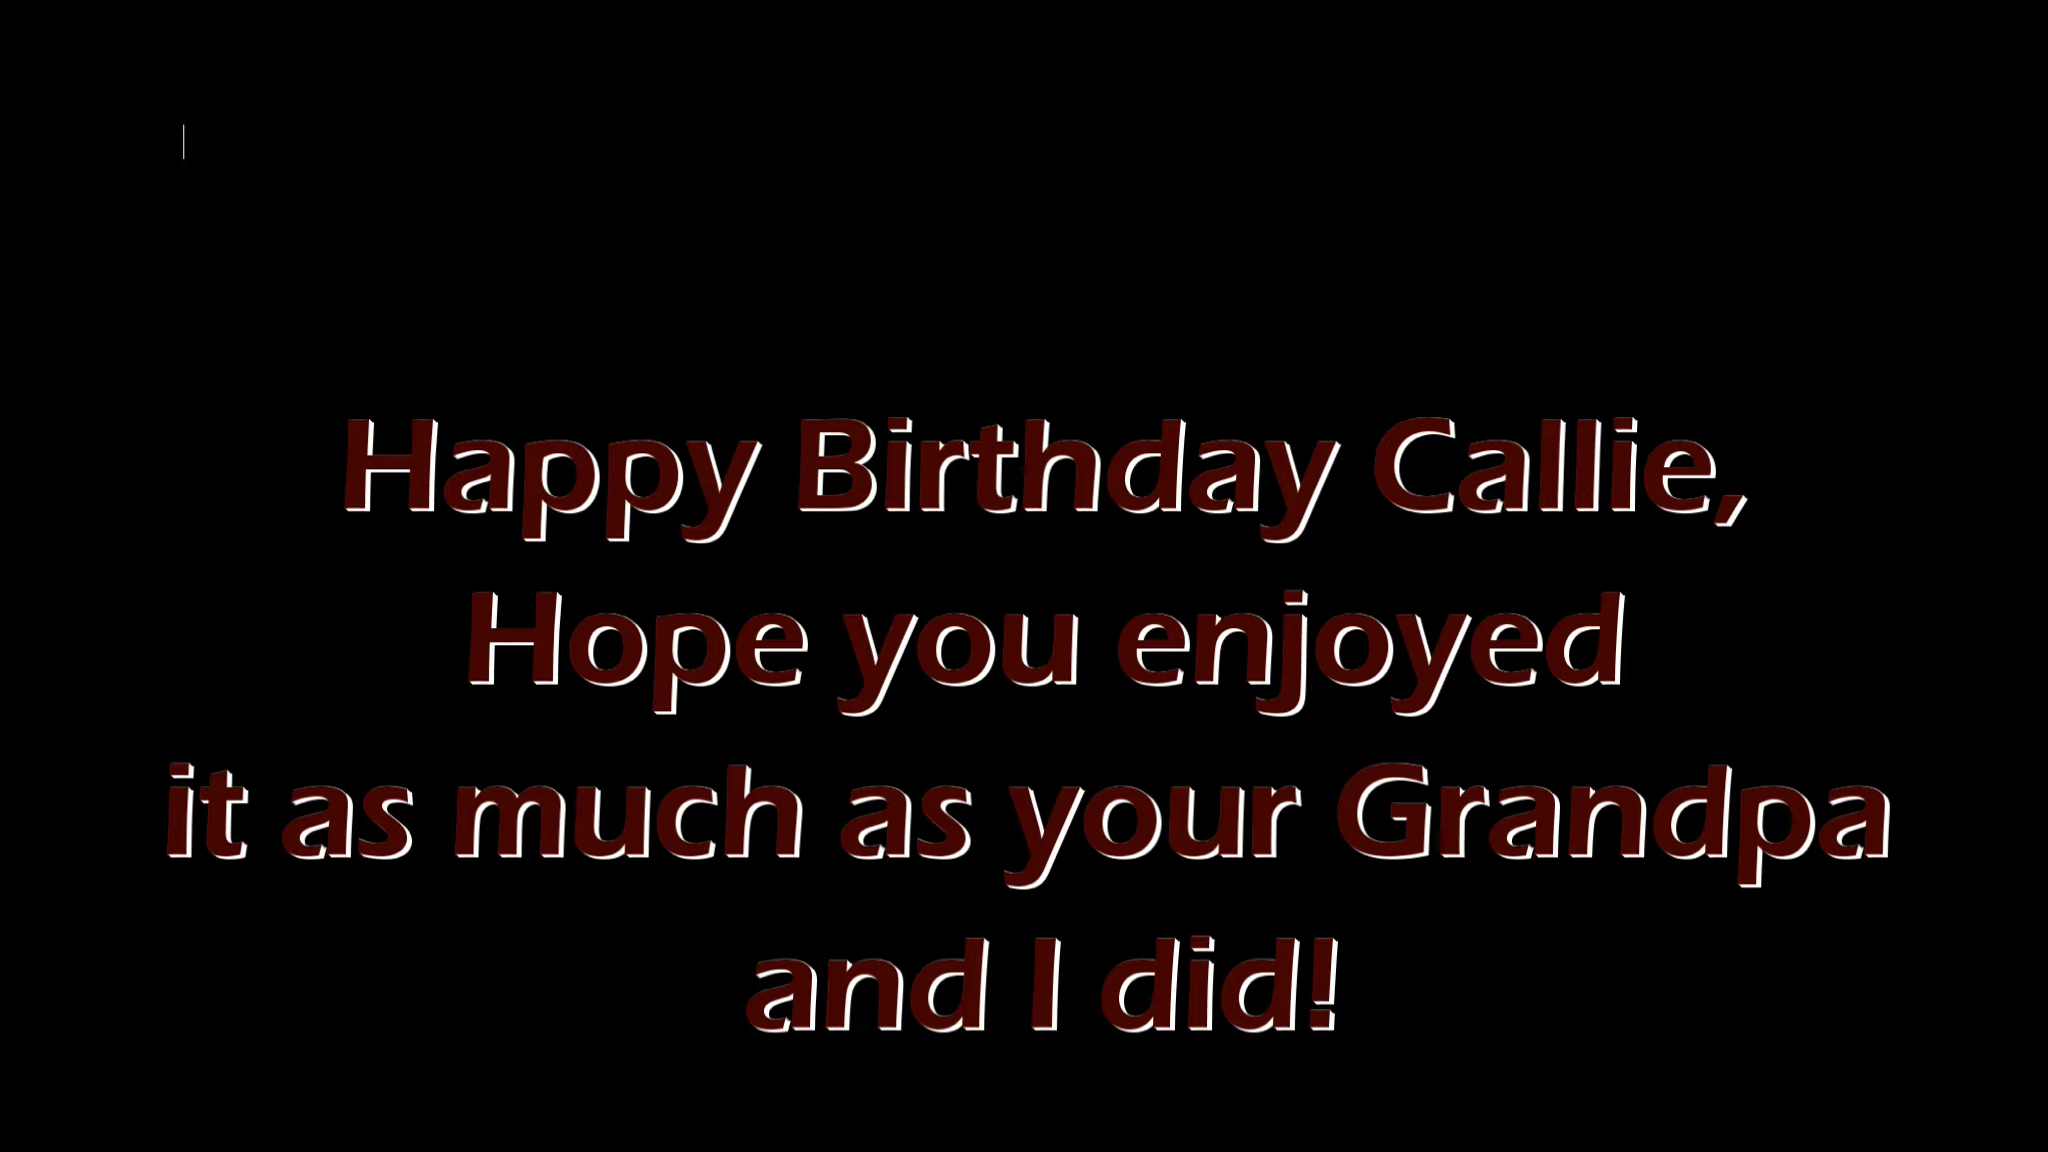 Happy Birthday Callie,
Hope you enjoyed
it as much as your Grandpa
and I did!